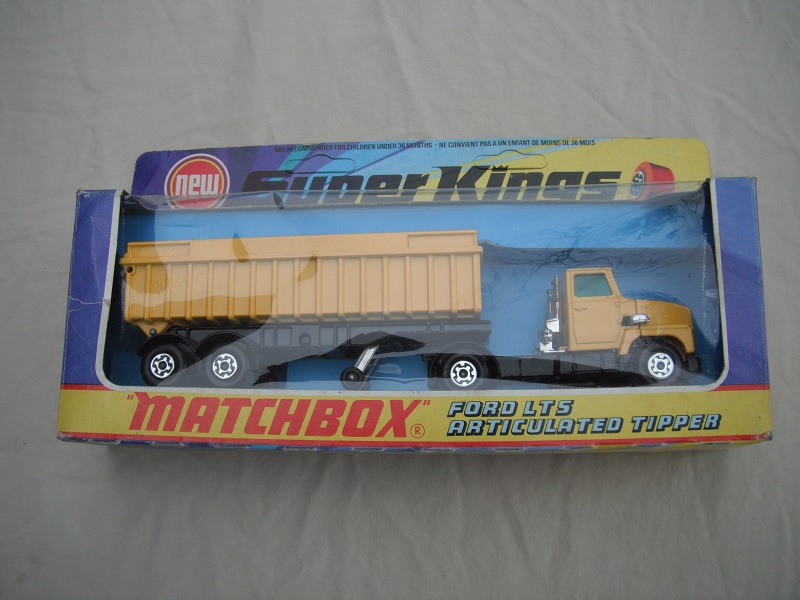 NOT RECOMMENDED FOR CHILDREN UNDER 36 MONTHS - NE CONVIENT PAS A UN ENFANT DE MOINS DE 36 MOIS
new
Super Kings
"MATCHBOX"®
FORD LTS
ARTICULATED TIPPER